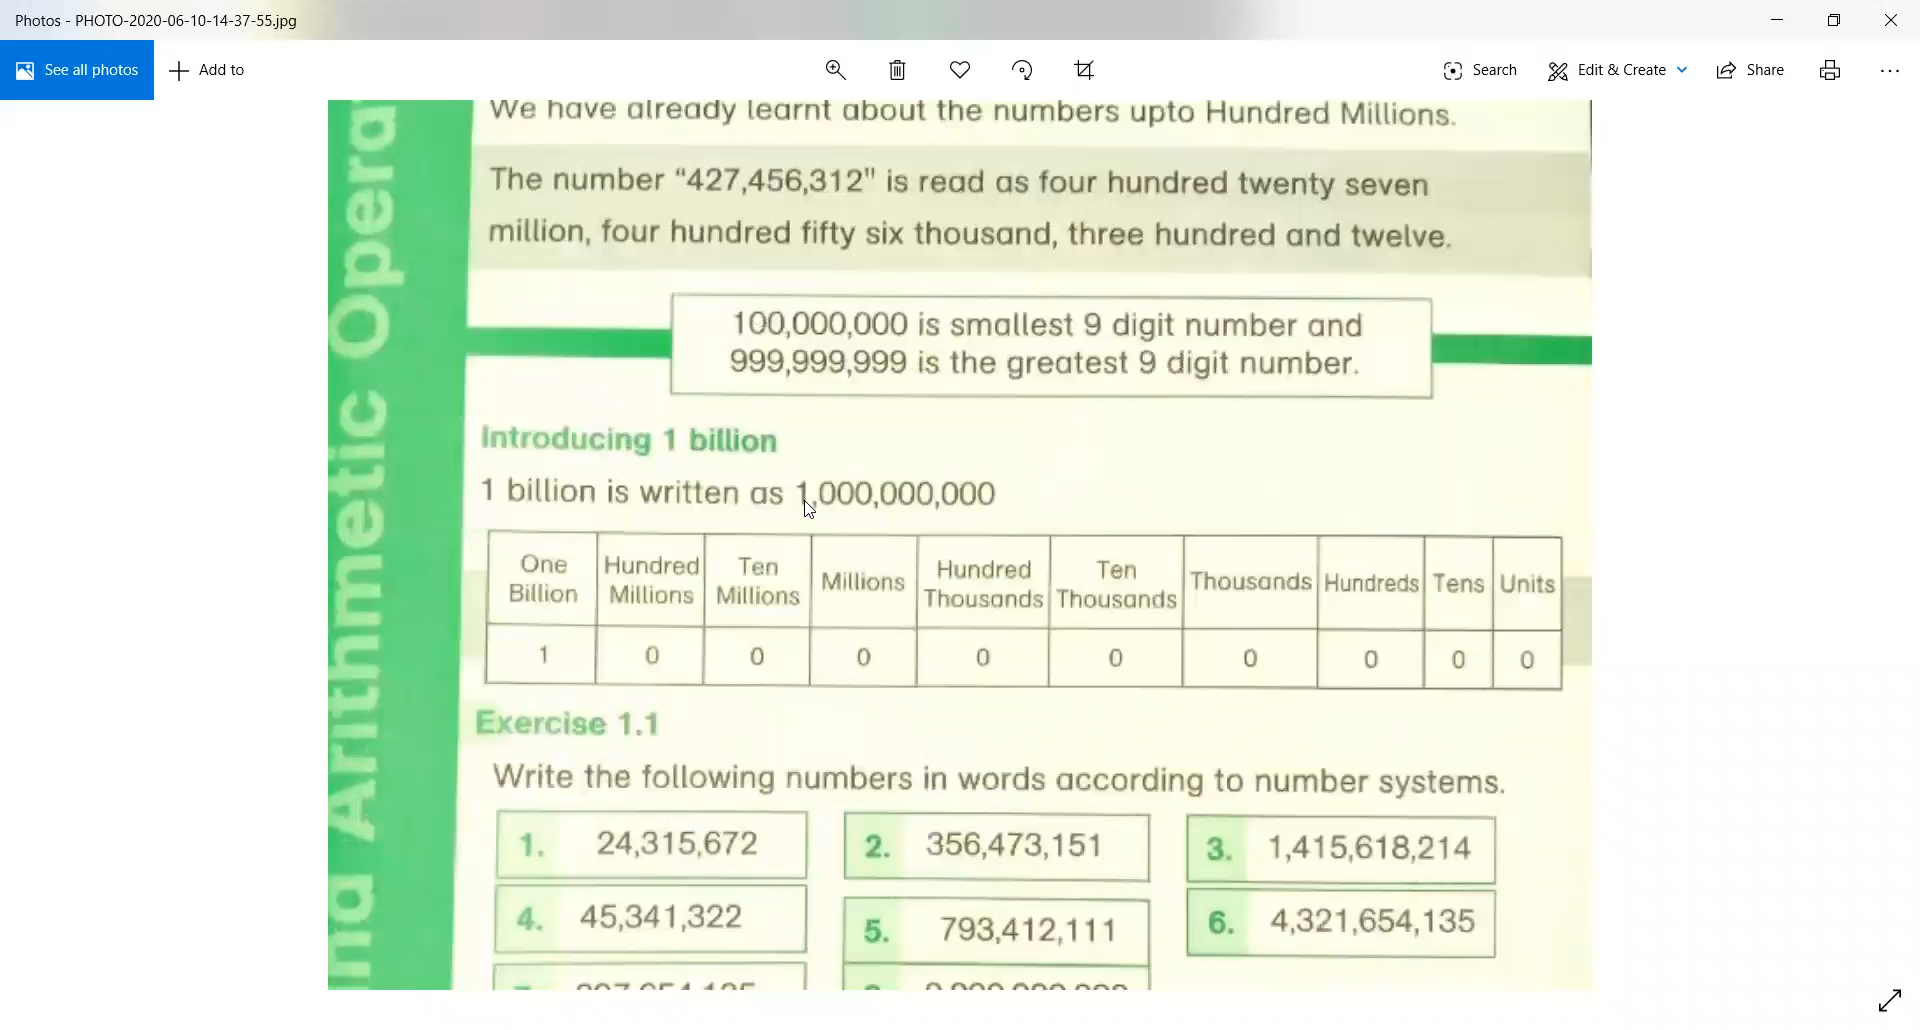 Photos - PHOTO-2020-06-10-14-37-55.jpg
See all photos
Add to
Search
Edit & Create
Share
We have already learnt about the numbers upto Hundred Millions.
The number “427,456,312" is read as four hundred twenty seven
million, four hundred fifty six thousand, three hundred and twelve.
100,000,000 is smallest 9 digit number and
999,999,999 is the greatest 9 digit number.
Introducing 1 billion
1 billion is written as 1,000,000,000
One Billion Hundred Millions Ten Millions Millions Hundred Thousands Ten Thousands Thousands Hundreds Tens Units
1 0 0 0 0 0 0 0 0 0
Exercise 1.1
Write the following numbers in words according to number systems.
1. 24,315,672 2. 356,473,151 3. 1,415,618,214
4. 45,341,322 5. 793,412,111 6. 4,321,654,135
Arithmetic